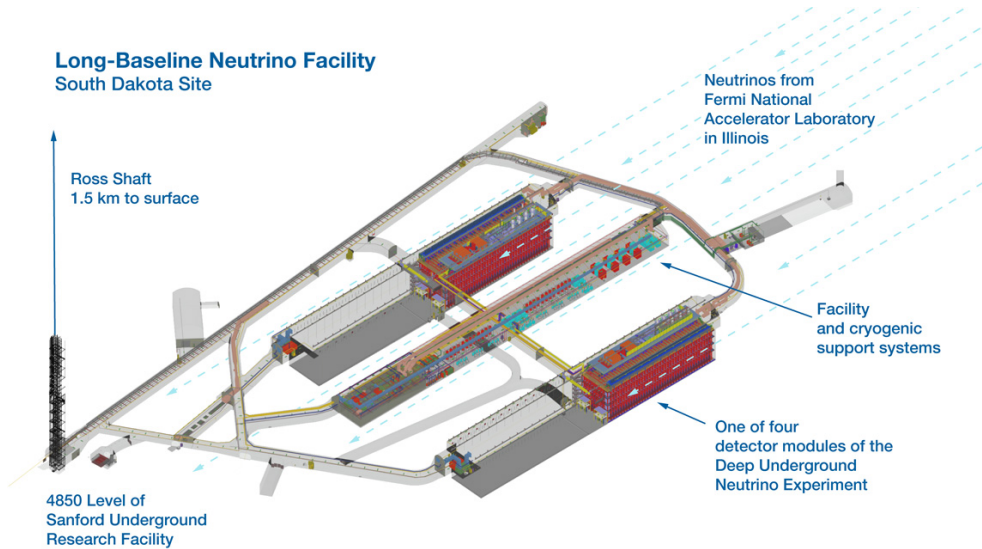 Long-Baseline Neutrino Facility
South Dakota Site
Neutrinos from
Fermi National
Accelerator Laboratory
in Illinois
Ross Shaft
1.5 km to surface
Facility
and cryogenic
support systems
One of four
detector modules of the
Deep Underground
Neutrino Experiment
4850 Level of
Sanford Underground
Research Facility